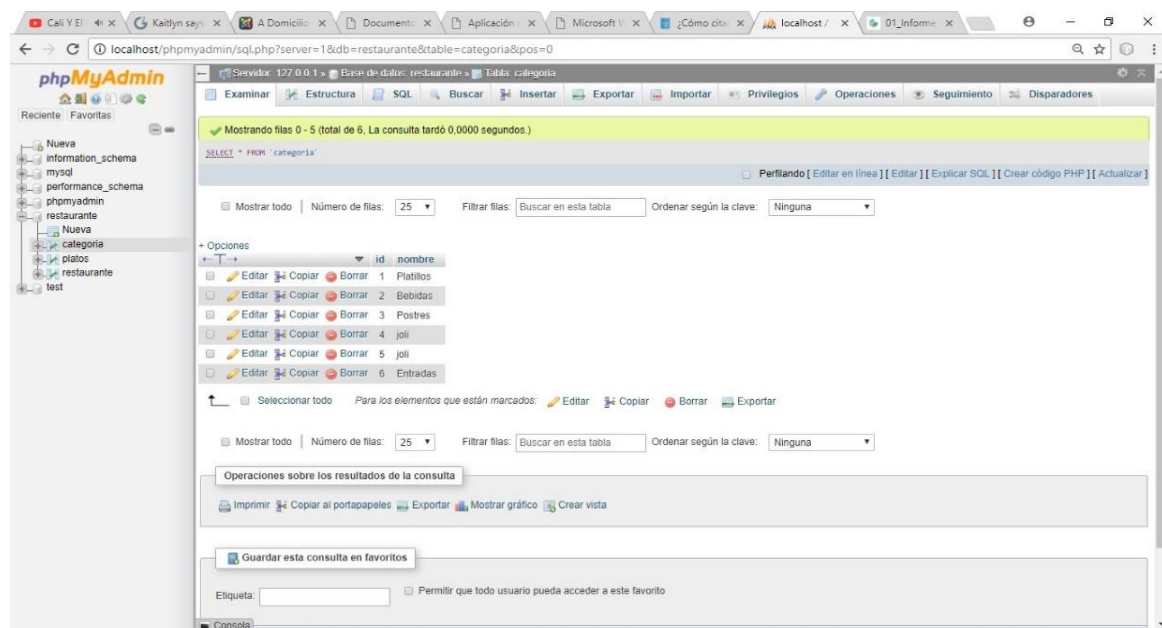 Cali Y El
Kaitlyn says
A Domicilio
Documento
Aplicación
Microsoft V
¿Cómo cita
localhost /
01_Informe
localhost/phpmyadmin/sql.php?server=1&db=restaurante&table=categoria&pos=0
phpMyAdmin
Reciente Favoritas
Nueva
information_schema
mysql
performance_schema
phpmyadmin
restaurante
Nueva
categoria
platos
restaurante
test
Servidor: 127.0.0.1 » Base de datos: restaurante » Tabla: categoria
Examinar Estructura SQL Buscar Insertar Exportar Importar Privilegios Operaciones Seguimiento Disparadores
Mostrando filas 0 - 5 (total de 6, La consulta tardó 0,0000 segundos.)
SELECT * FROM `categoria`
Perfilando [ Editar en línea ] [ Editar ] [ Explicar SQL ] [ Crear código PHP ] [ Actualizar ]
Mostrar todo | Número de filas: 25 Filtrar filas: Buscar en esta tabla Ordenar según la clave: Ninguna
+ Opciones
←T→ id nombre
Editar Copiar Borrar 1 Platillos
Editar Copiar Borrar 2 Bebidas
Editar Copiar Borrar 3 Postres
Editar Copiar Borrar 4 joli
Editar Copiar Borrar 5 joli
Editar Copiar Borrar 6 Entradas
Seleccionar todo Para los elementos que están marcados: Editar Copiar Borrar Exportar
Mostrar todo | Número de filas: 25 Filtrar filas: Buscar en esta tabla Ordenar según la clave: Ninguna
Operaciones sobre los resultados de la consulta
Imprimir Copiar al portapapeles Exportar Mostrar gráfico Crear vista
Guardar esta consulta en favoritos
Etiqueta: Permitir que todo usuario pueda acceder a este favorito
Consola